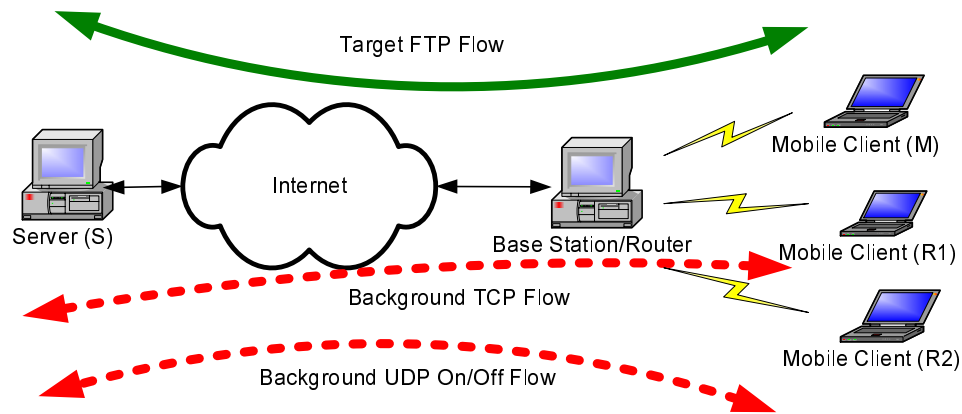 Target FTP Flow
Mobile Client (M)
Internet
Server (S)
Base Station/Router
Mobile Client (R1)
Background TCP Flow
Mobile Client (R2)
Background UDP On/Off Flow